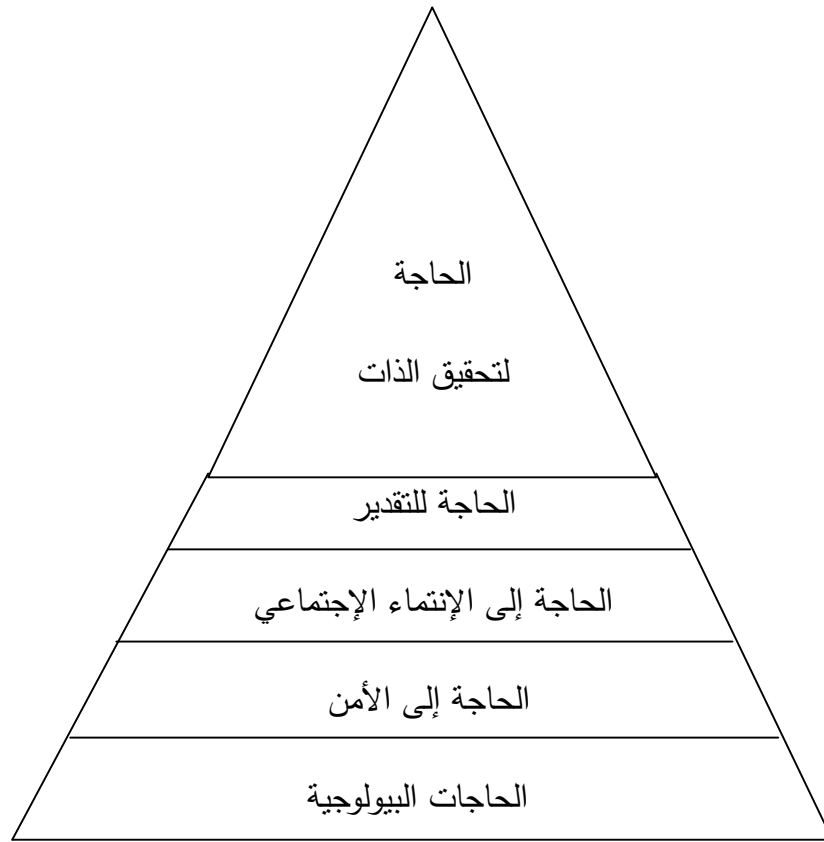 الحاجة
لتحقيق الذات
الحاجة للتقدير
الحاجة إلى الإنتماء الإجتماعي
الحاجة إلى الأمن
الحاجات البيولوجية